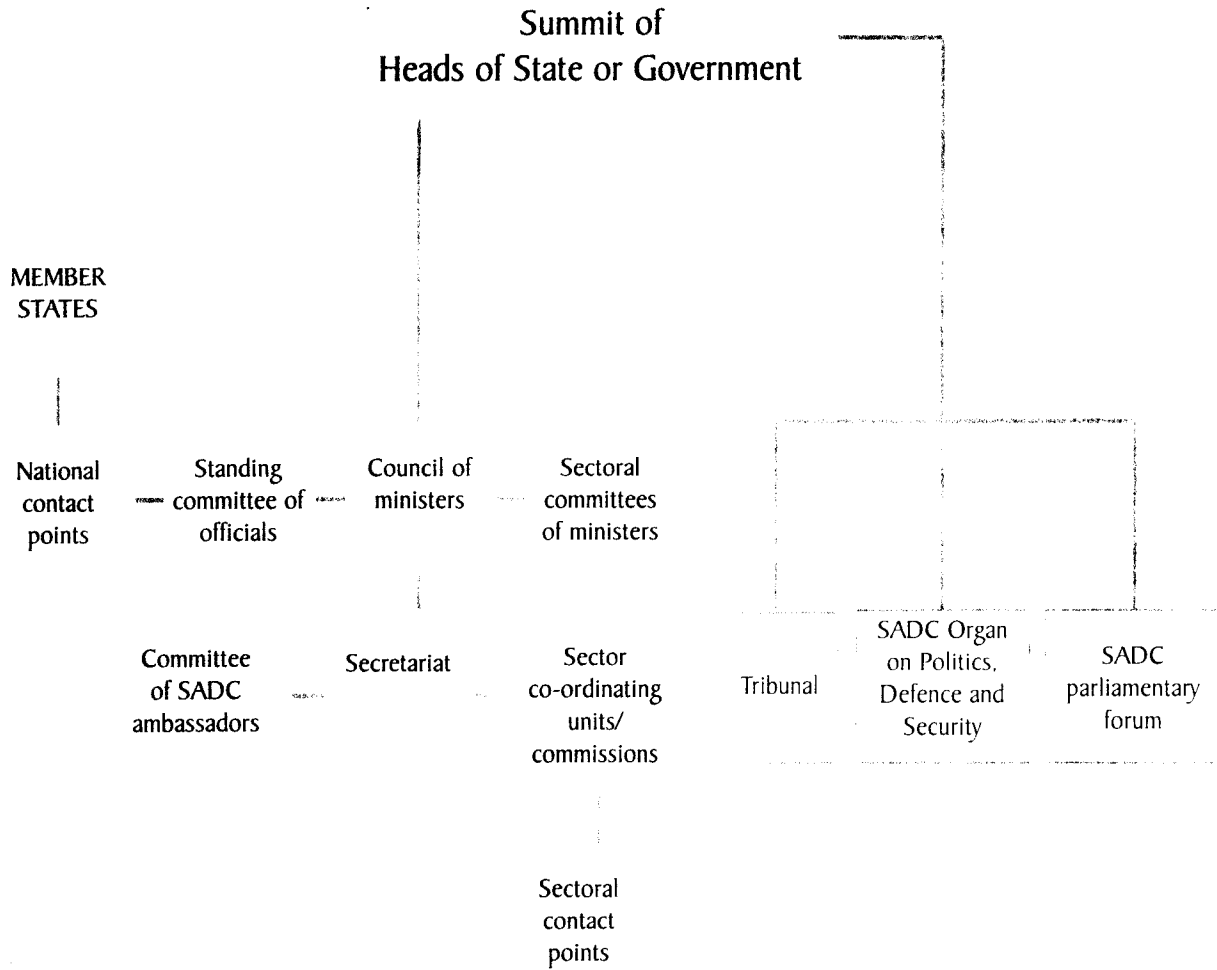 Summit of
Heads of State or Government
MEMBER
STATES
National
contact
points
Standing
committee of
officials
Council of
ministers
Sectoral
committees
of ministers
Committee
of SADC
ambassadors
Secretariat
Sector
co-ordinating
units/
commissions
Tribunal
SADC Organ
on Politics,
Defence and
Security
SADC
parliamentary
forum
Sectoral
contact
points